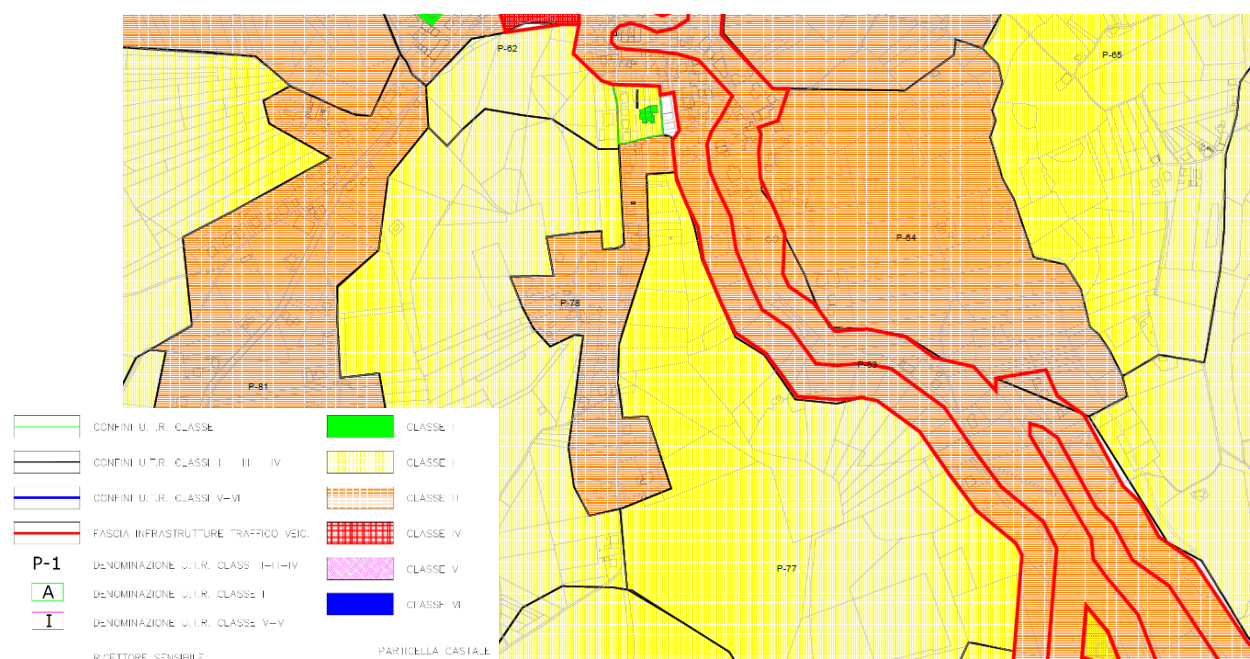 P-62
P-65
P-64
P-78
P-63
P-81
P-77
CONFINI U.T.R. CLASSE
CONFINI U.T.R. CLASSI II III IV
CONFINI U.T.R. CLASSI V-VI
FASCIA INFRASTRUTTURE TRAFFICO VEIC.
P-1 DENOMINAZIONE U.T.R. CLASSI II-III-IV
A DENOMINAZIONE U.T.R. CLASSE I
I DENOMINAZIONE U.T.R. CLASSE V-V
RICETTORE SENSIBILE
CLASSE I
CLASSE I
CLASSE III
CLASSE IV
CLASSE V
CLASSE VI
PARTICELLA CASTALE